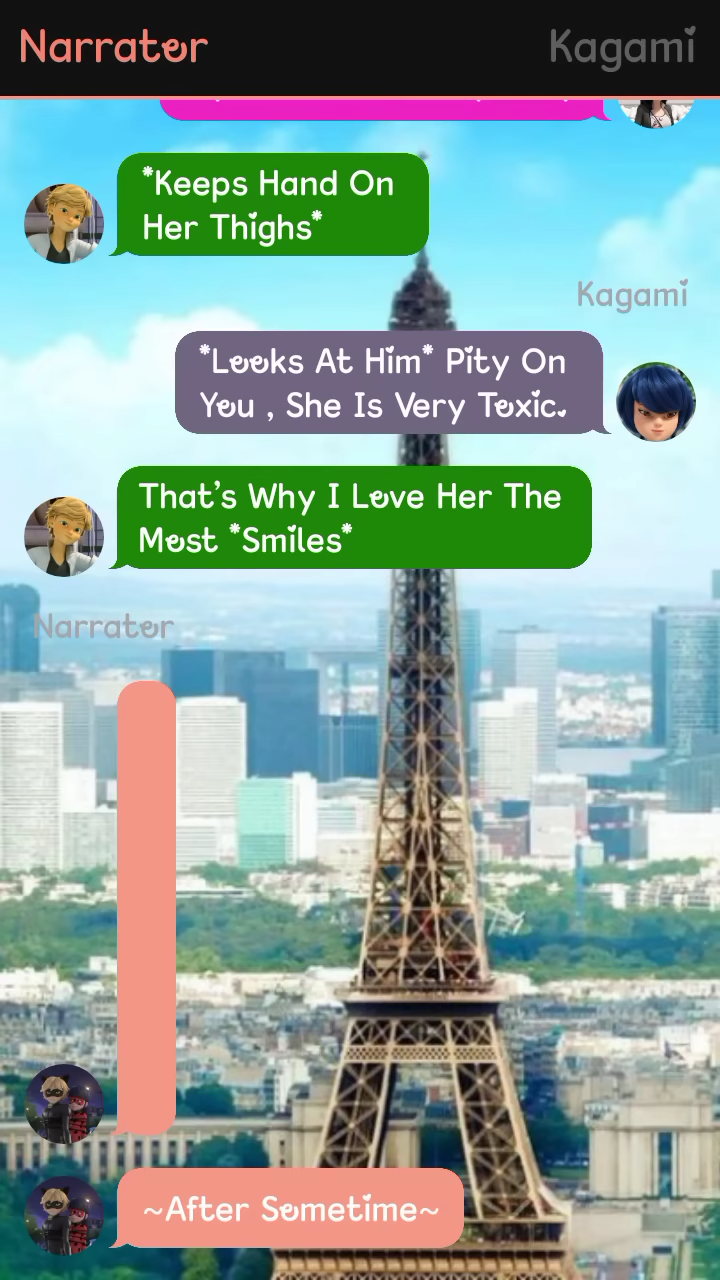 Narrator
Kagami
*Keeps Hand On
Her Thighs*
Kagami
*Looks At Him* Pity On
You , She Is Very Toxic.
That's Why I Love Her The
Most *Smiles*
Narrator
~After Sometime~